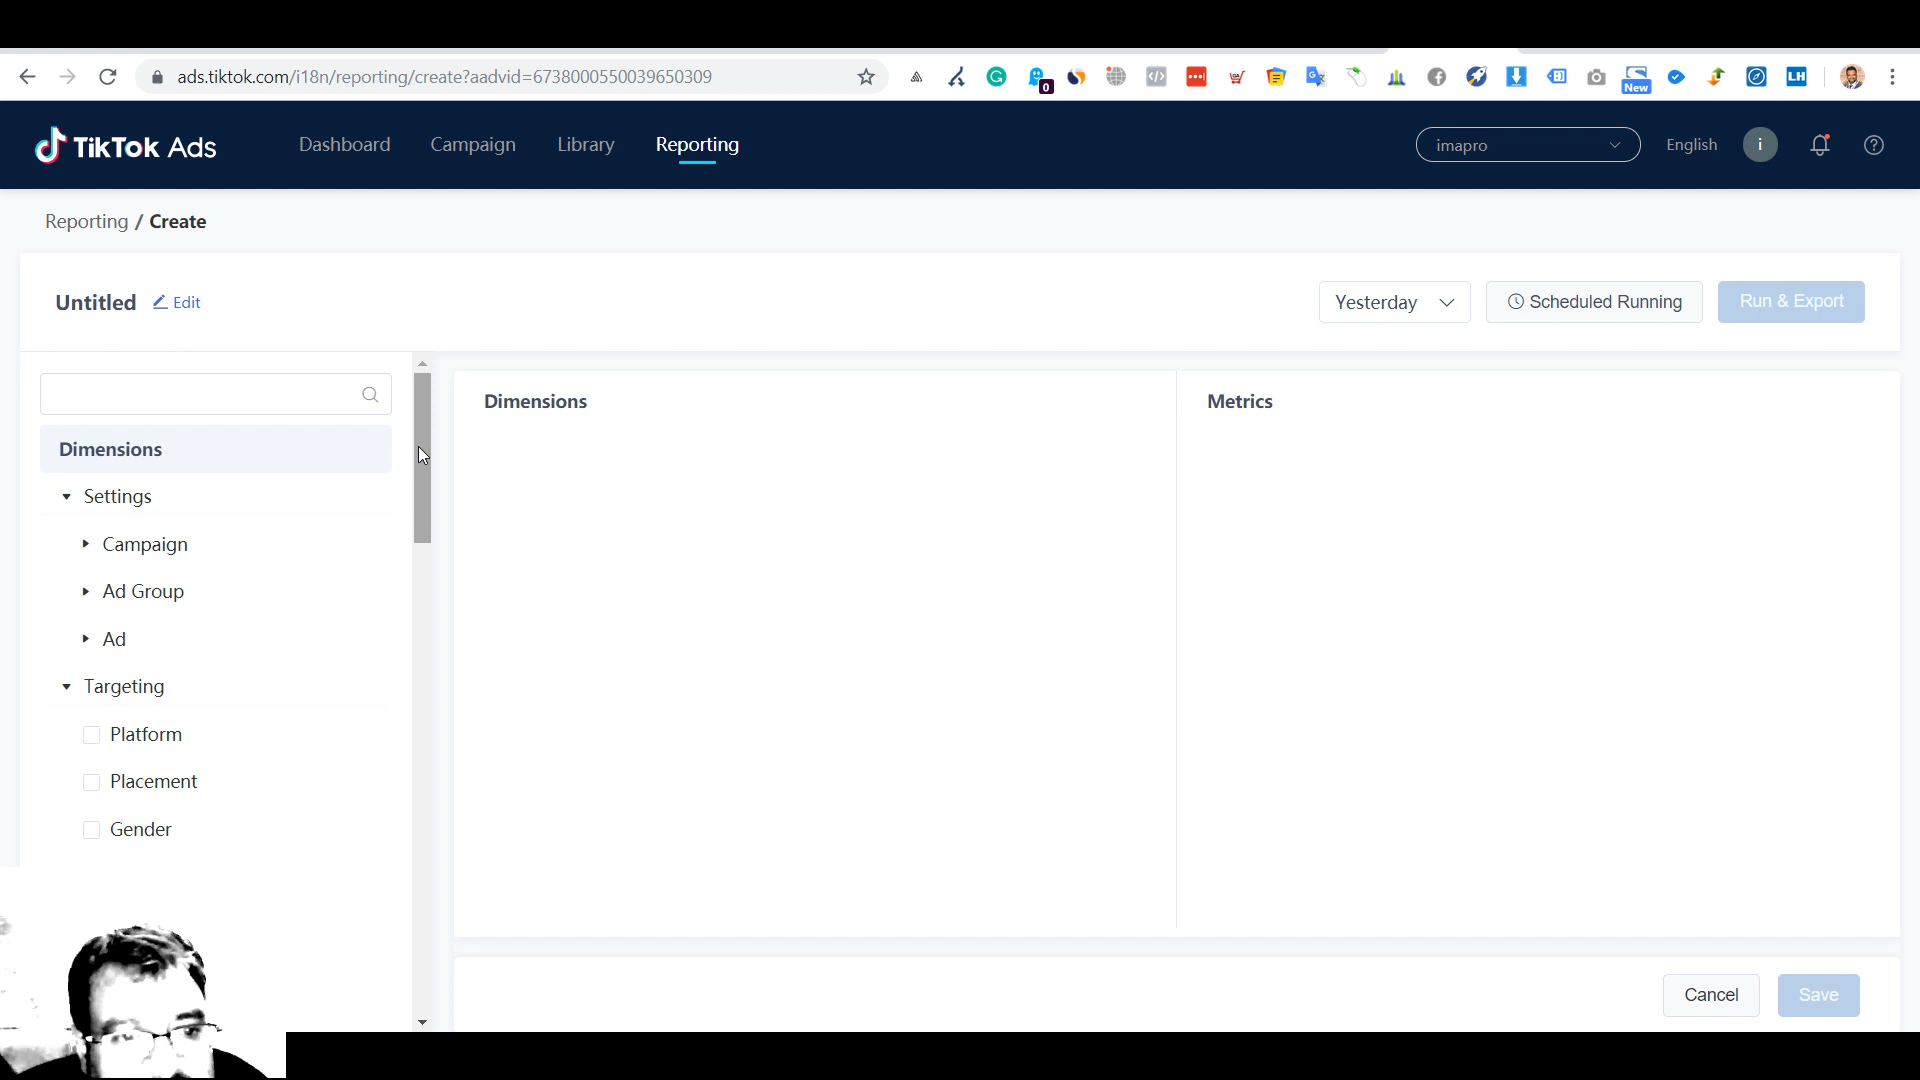 ads.tiktok.com/i18n/reporting/create?aadvid=6738000550039650309
0
New
LH
TikTok Ads
Dashboard
Campaign
Library
Reporting
imapro
English
i
Reporting / Create
Untitled
Edit
Yesterday
Scheduled Running
Run & Export
Dimensions
Settings
Campaign
Ad Group
Ad
Targeting
Platform
Placement
Gender
Dimensions
Metrics
Cancel
Save